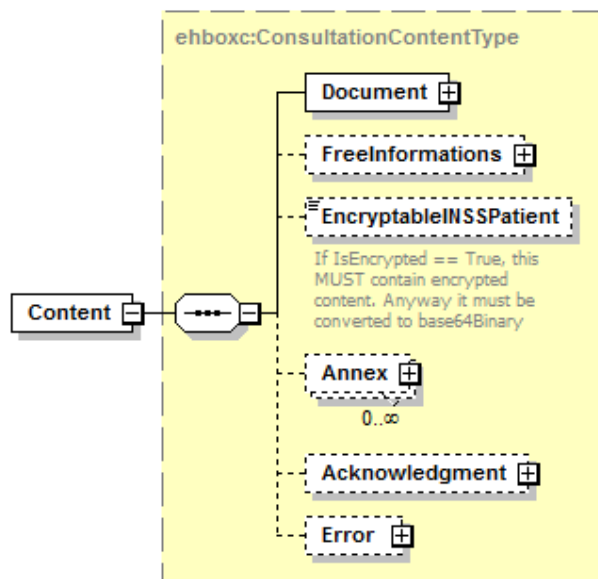 ehboxc:ConsultationContentType
Document
FreeInformations
EncryptableINSSPatient
If IsEncrypted == True, this
MUST contain encrypted
content. Anyway it must be
converted to base64Binary
Content
Annex
0..∞
Acknowledgment
Error